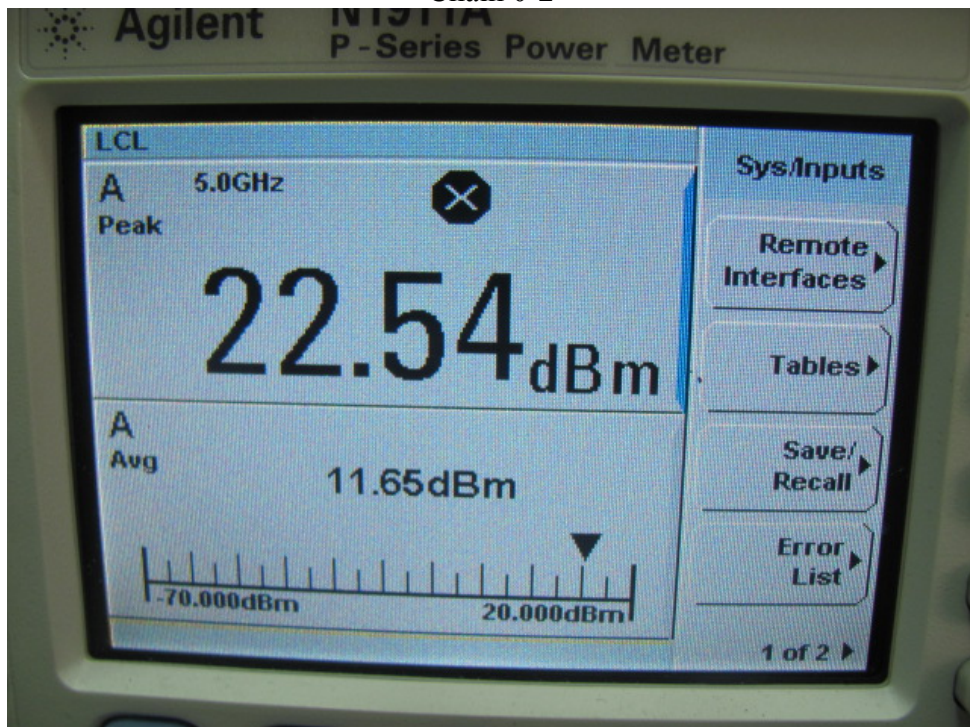 Agilent
N1911A
P-Series Power Meter
LCL
Sys/Inputs
A 5.0GHz
Peak
22.54dBm
Remote
Interfaces
Tables
A
Avg
11.65dBm
Save/
Recall
-70.000dBm 20.000dBm
Error
List
1 of 2